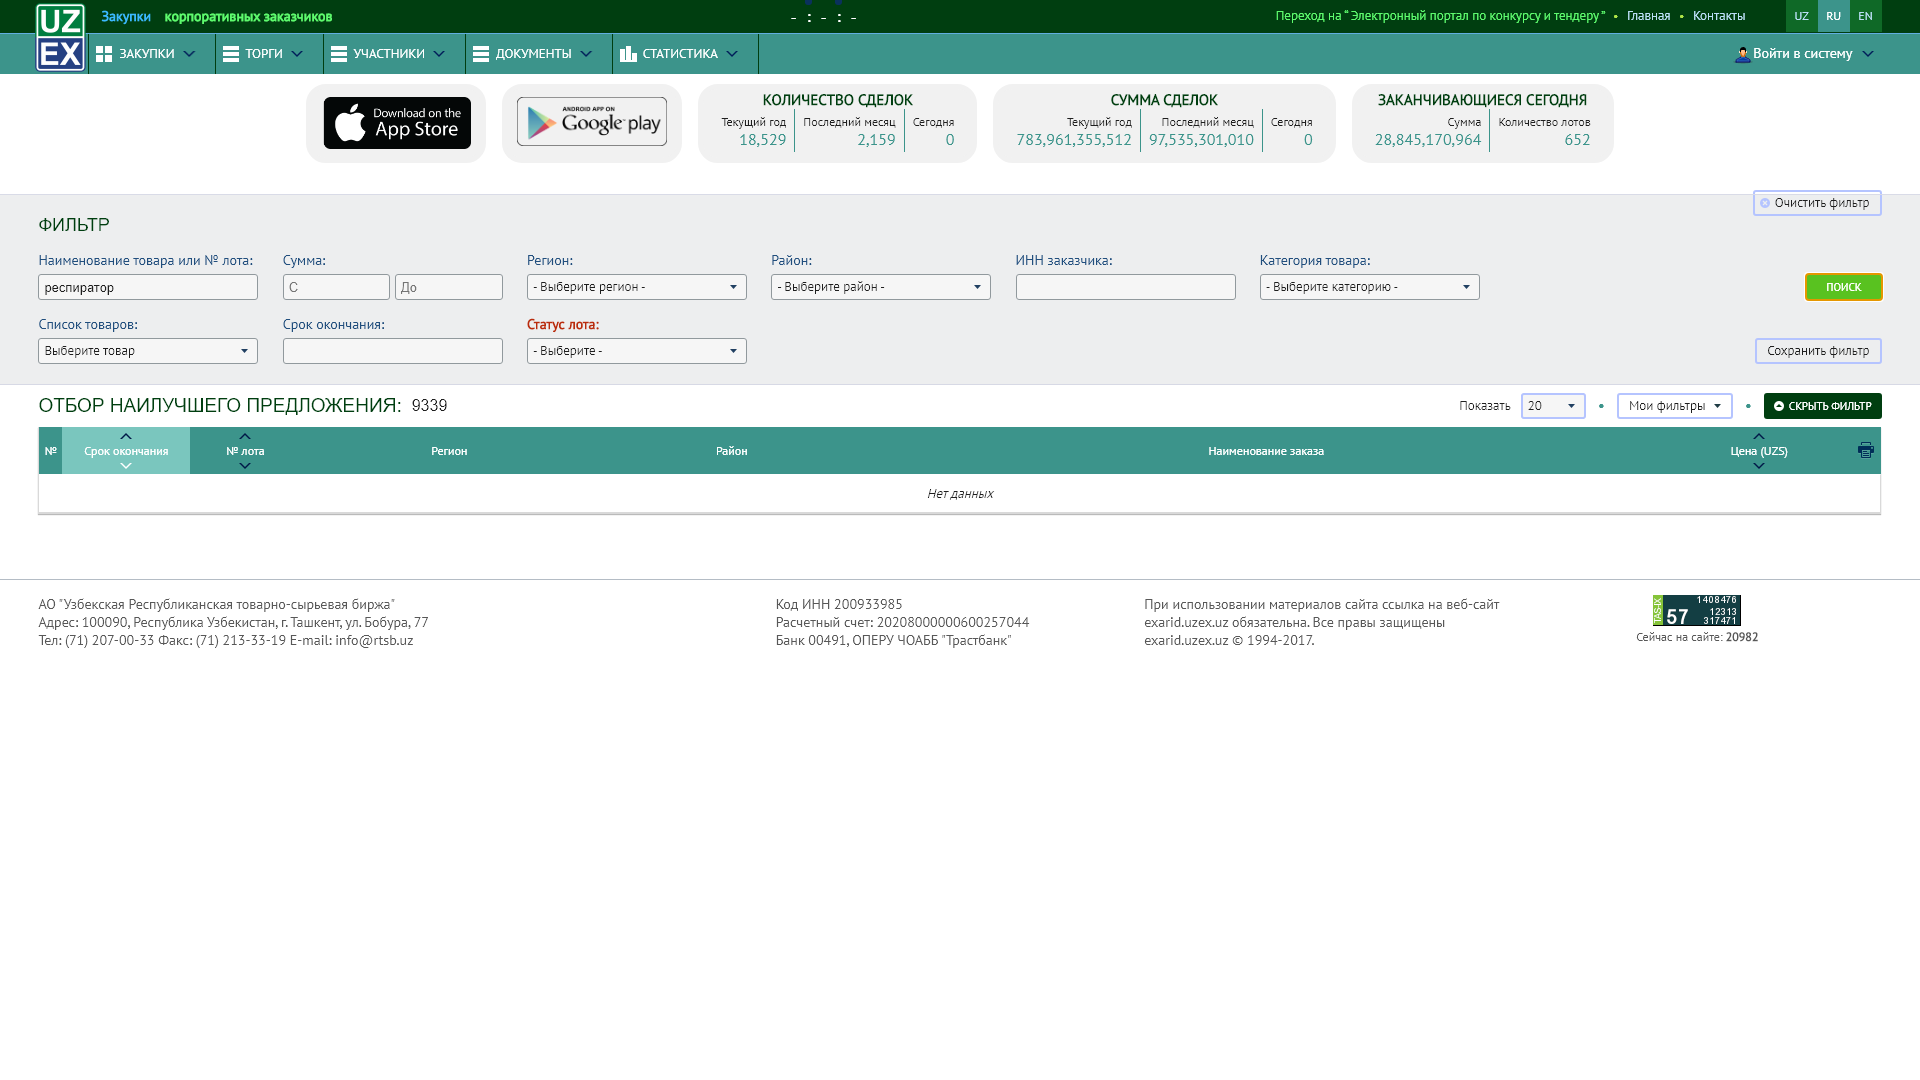 UZ
EX
Закупки корпоративных заказчиков
- : - : -
Переход на “ Электронный портал по конкурсу и тендеру ” • Главная • Контакты
UZ RU EN
ЗАКУПКИ ТОРГИ УЧАСТНИКИ ДОКУМЕНТЫ СТАТИСТИКА
Войти в систему
Download on the
App Store
ANDROID APP ON
Google play
КОЛИЧЕСТВО СДЕЛОК
Текущий год Последний месяц Сегодня
18,529 2,159 0
СУММА СДЕЛОК
Текущий год Последний месяц Сегодня
783,961,355,512 97,535,301,010 0
ЗАКАНЧИВАЮЩИЕСЯ СЕГОДНЯ
Сумма Количество лотов
28,845,170,964 652
Очистить фильтр
ФИЛЬТР
Наименование товара или № лота: Сумма: Регион: Район: ИНН заказчика: Категория товара:
респиратор С До - Выберите регион - - Выберите район - - Выберите категорию - ПОИСК
Список товаров: Срок окончания: Статус лота:
Выберите товар - Выберите - Сохранить фильтр
ОТБОР НАИЛУЧШЕГО ПРЕДЛОЖЕНИЯ: 9339
Показать 20 • Мои фильтры • СКРЫТЬ ФИЛЬТР
№ Срок окончания № лота Регион Район Наименование заказа Цена (UZS)
Нет данных
АО "Узбекская Республиканская товарно-сырьевая биржа"
Адрес: 100090, Республика Узбекистан, г. Ташкент, ул. Бобура, 77
Тел: (71) 207-00-33 Факс: (71) 213-33-19 E-mail: info@rtsb.uz
Код ИНН 200933985
Расчетный счет: 20208000000600257044
Банк 00491, ОПЕРУ ЧОАББ "Трастбанк"
При использовании материалов сайта ссылка на веб-сайт
exarid.uzex.uz обязательна. Все правы защищены
exarid.uzex.uz © 1994-2017.
TAS-IX
57
1408476
12313
317471
Сейчас на сайте: 20982